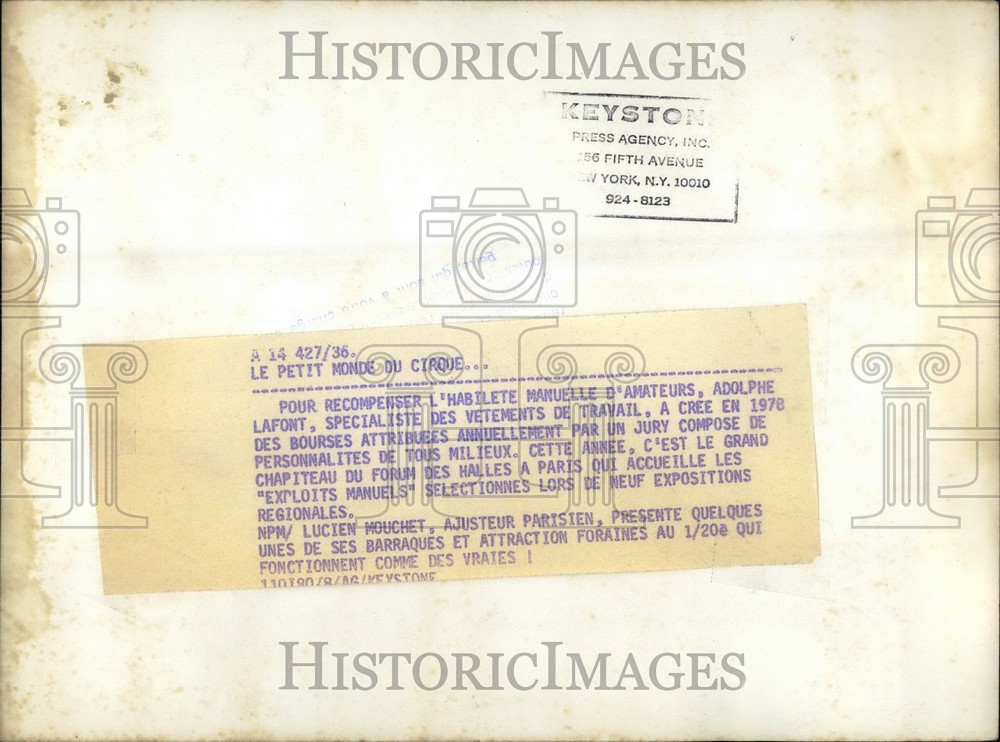 HISTORICIMAGES
KEYSTON
PRESS AGENCY, INC.
56 FIFTH AVENUE
W YORK, N.Y. 10010
924-8123
A 14 427/36.
LE PETIT MONDE DU CIRQUE...
POUR RECOMPENSER L'HABILETE MANUELLE D'AMATEURS, ADOLPHE
LAFONT, SPECIALISTE DES VETEMENTS DE TRAVAIL, A CREE EN 1978
DES BOURSES ATTRIBUEES ANNUELLEMENT PAR UN JURY COMPOSE DE
PERSONNALITES DE TOUS MILIEUX. CETTE ANNEE, C'EST LE GRAND
CHAPITEAU DU FORUM DES HALLES A PARIS QUI ACCUEILLE LES
"EXPLOITS MANUELS" SELECTIONNES LORS DE NEUF EXPOSITIONS
REGIONALES.
NPM/ LUCIEN MOUCHET, AJUSTEUR PARISIEN, PRESENTE QUELQUES
UNES DE SES BARRAQUES ET ATTRACTION FORAINES AU 1/20è QUI
FONCTIONNENT COMME DES VRAIES !
110180/8/AG/KEYSTONE
HISTORICIMAGES